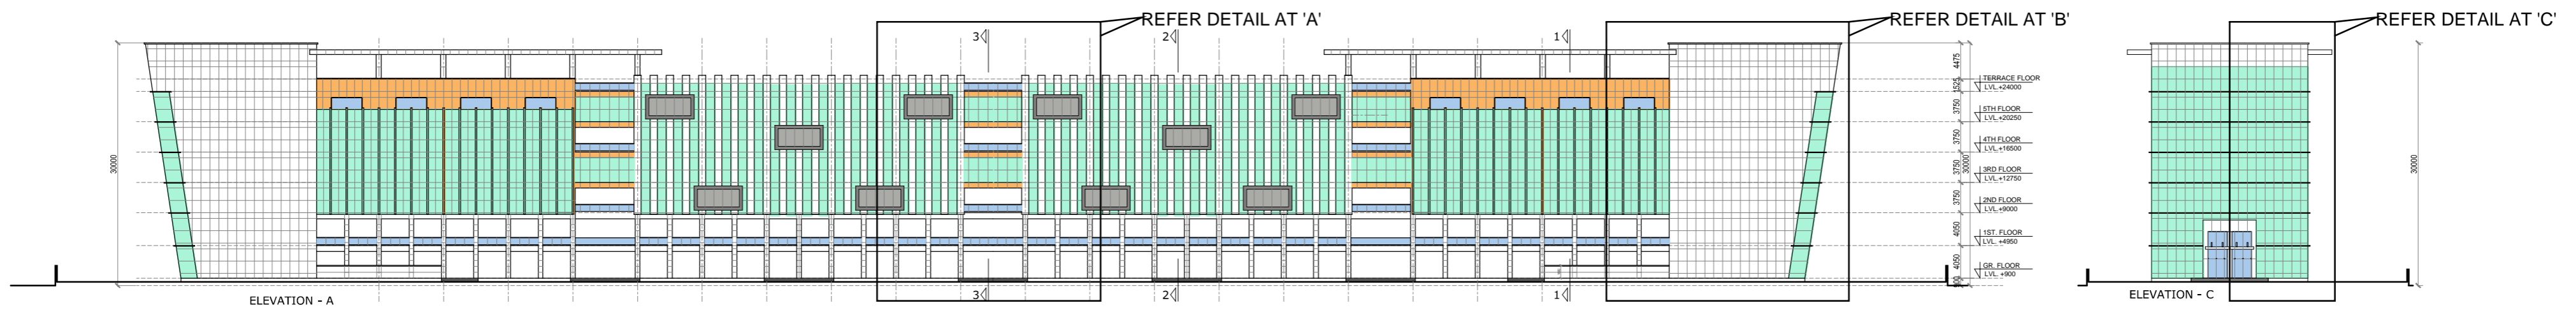 REFER DETAIL AT 'A'
REFER DETAIL AT 'B'
REFER DETAIL AT 'C'
3
2
1
30000
4475
1525
3750
3750
3750
3750
4050
4050
900
30000
TERRACE FLOOR
LVL.+24000
5TH FLOOR
LVL.+20250
4TH FLOOR
LVL.+16500
3RD FLOOR
LVL.+12750
2ND FLOOR
LVL.+9000
1ST. FLOOR
LVL. +4950
GR. FLOOR
LVL. +900
30000
3
2
1
ELEVATION - A
ELEVATION - C